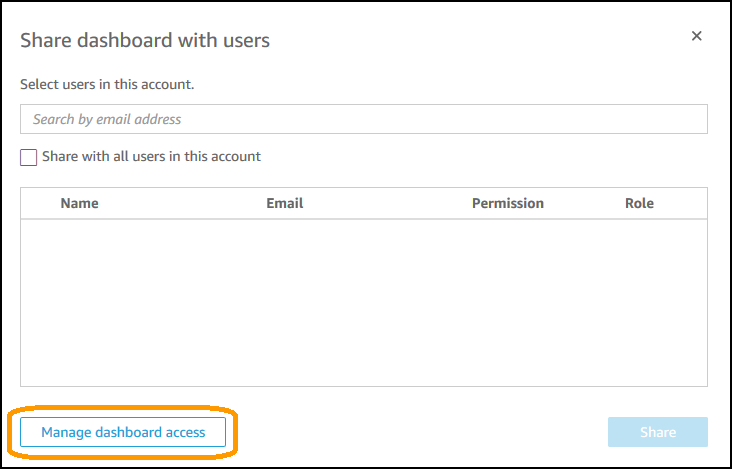 Share dashboard with users
Select users in this account.
Search by email address
Share with all users in this account
Name Email Permission Role
Manage dashboard access Share